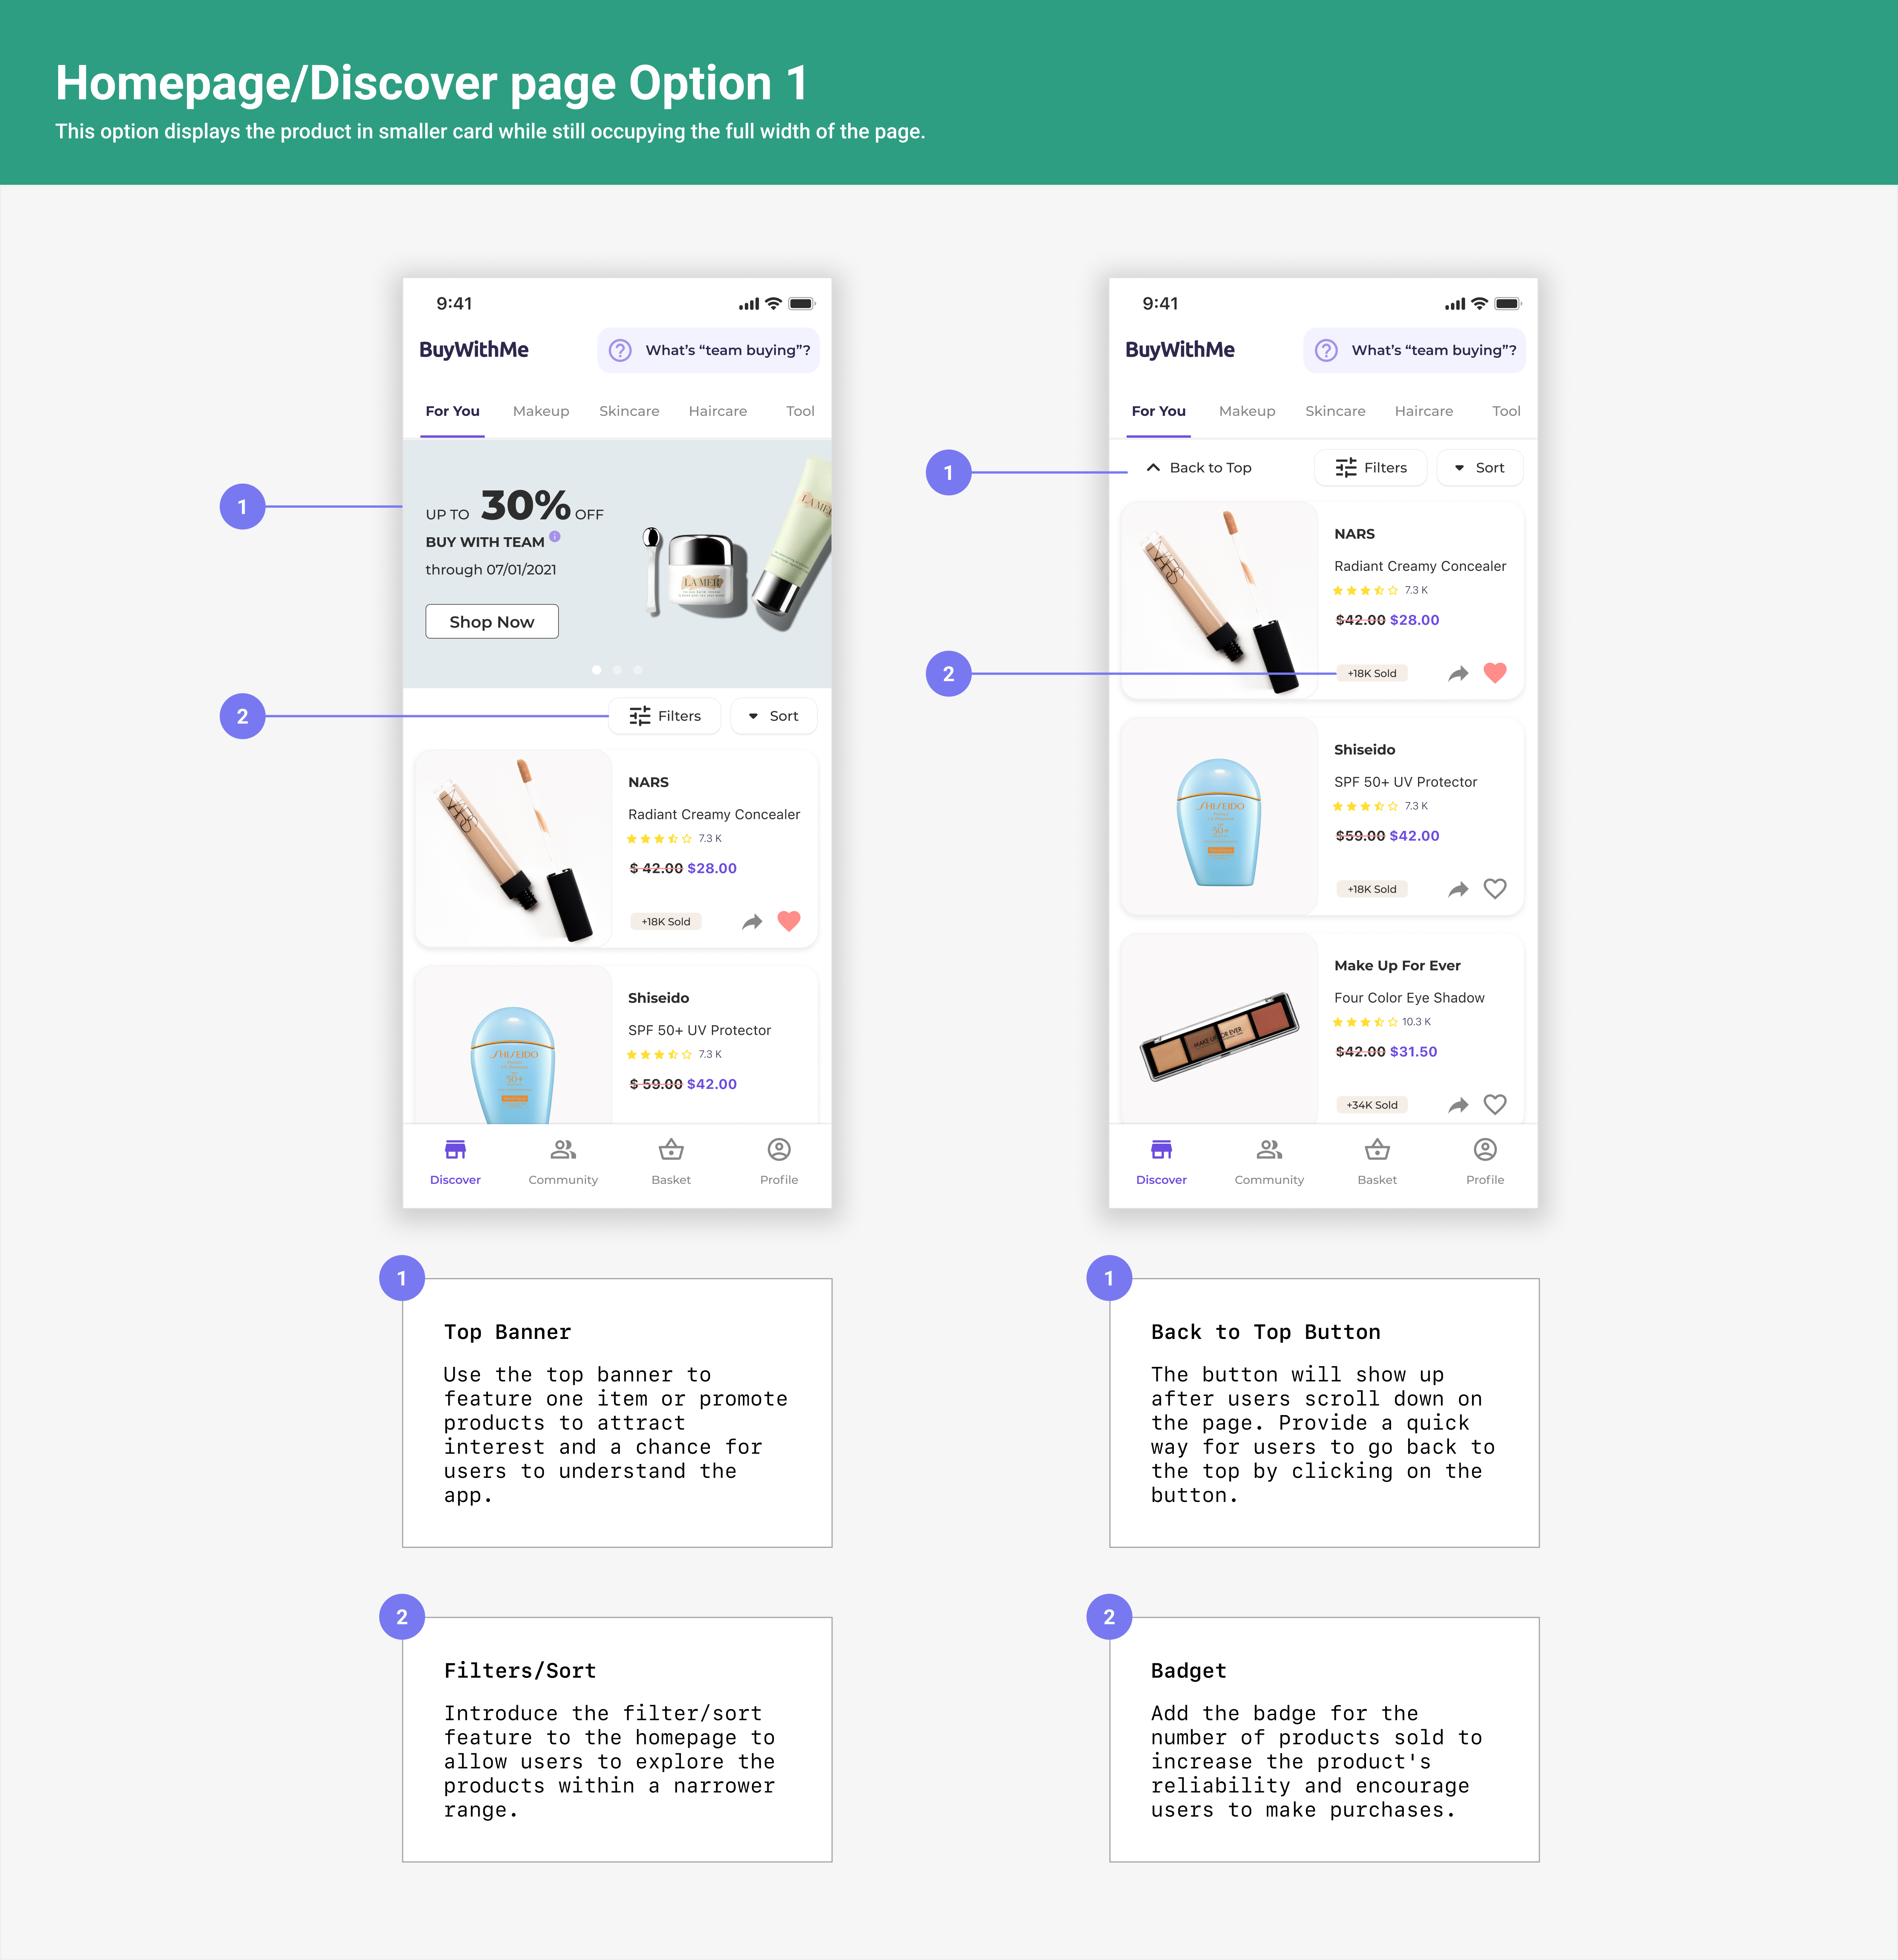 Homepage/Discover page Option 1
This option displays the product in smaller card while still occupying the full width of the page.
9:41
BuyWithMe
What's “team buying”?
For You Makeup Skincare Haircare Tool
1
UP TO 30% OFF
BUY WITH TEAM
through 07/01/2021
Shop Now
LA MER
LA MER
2
Filters
Sort
NARS
NARS
Radiant Creamy Concealer
7.3 K
$ 42.00 $28.00
+18K Sold
SHISEIDO
50+
Shiseido
SPF 50+ UV Protector
7.3 K
$ 59.00 $42.00
Discover Community Basket Profile
9:41
BuyWithMe
What's “team buying”?
For You Makeup Skincare Haircare Tool
1
Back to Top
Filters
Sort
NARS
NARS
Radiant Creamy Concealer
7.3 K
$42.00 $28.00
2
+18K Sold
SHISEIDO
50+
Shiseido
SPF 50+ UV Protector
7.3 K
$59.00 $42.00
+18K Sold
Make Up For Ever
Four Color Eye Shadow
10.3 K
$42.00 $31.50
+34K Sold
Discover Community Basket Profile
1
Top Banner
Use the top banner to
feature one item or promote
products to attract
interest and a chance for
users to understand the
app.
2
Filters/Sort
Introduce the filter/sort
feature to the homepage to
allow users to explore the
products within a narrower
range.
1
Back to Top Button
The button will show up
after users scroll down on
the page. Provide a quick
way for users to go back to
the top by clicking on the
button.
2
Badget
Add the badge for the
number of products sold to
increase the product's
reliability and encourage
users to make purchases.